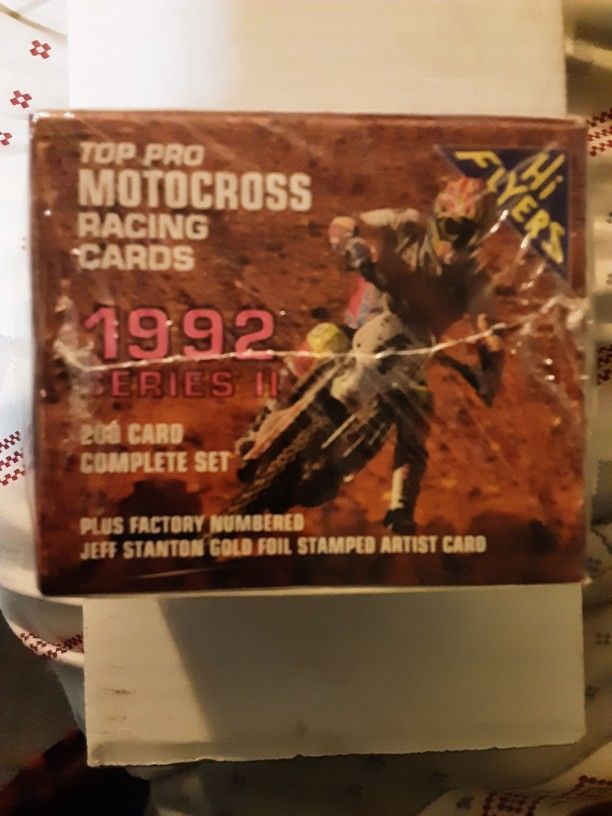 TOP PRO
MOTOCROSS
RACING
CARDS
Hi
FLYERS
1992
SERIES II
200 CARD
COMPLETE SET
PLUS FACTORY NUMBERED
JEFF STANTON GOLD FOIL STAMPED ARTIST CARD